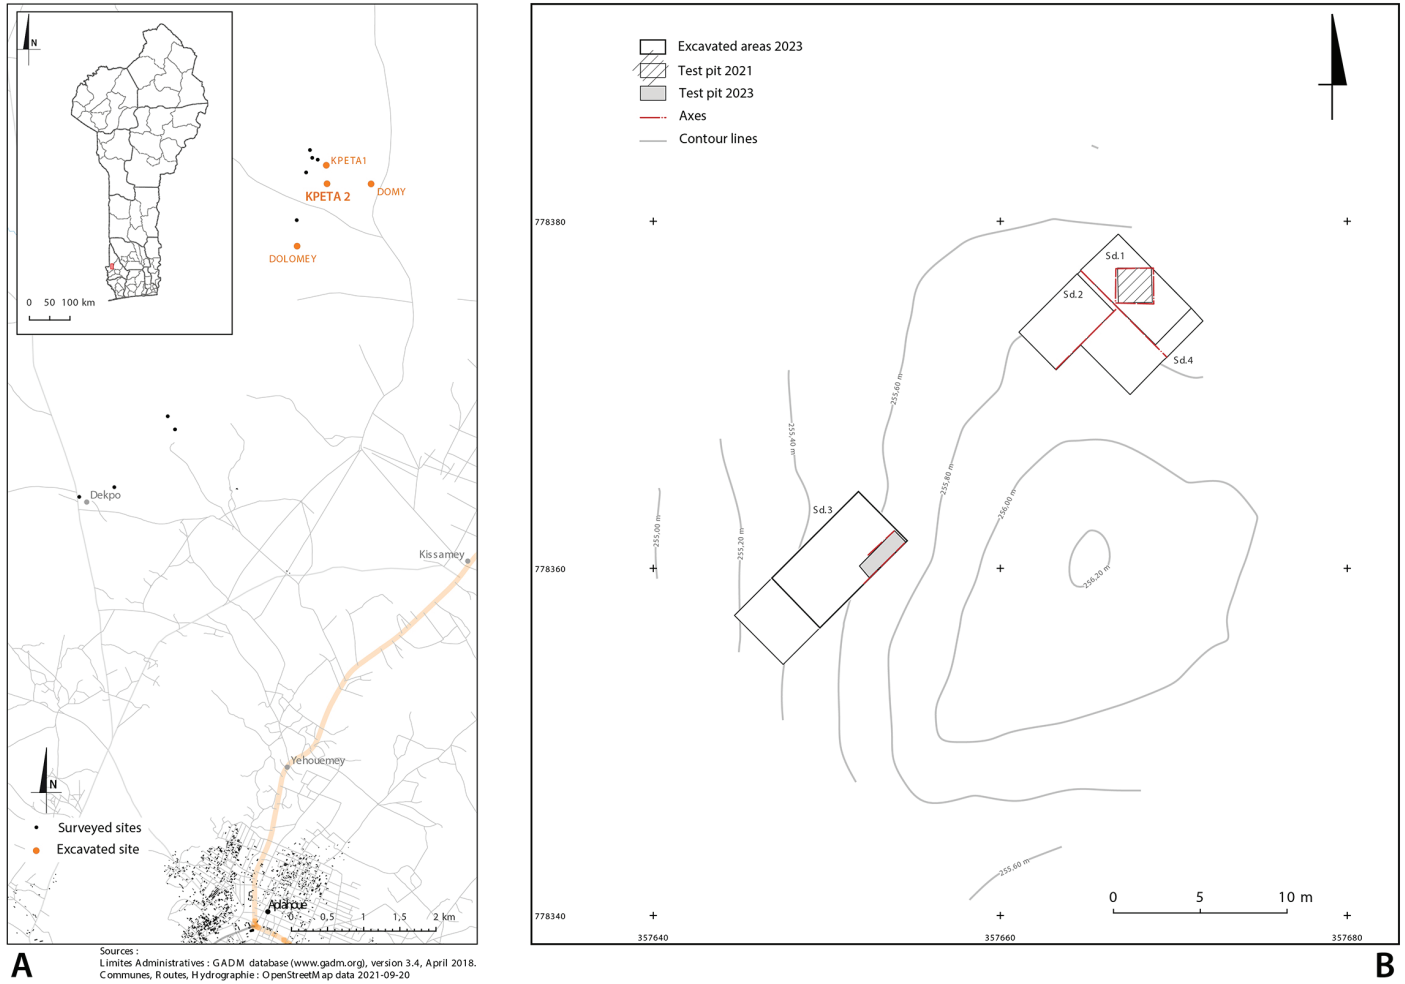 N
0 50 100 km
KPETA1
KPETA 2
DOMY
DOLOMEY
Dekpo
Kissamey
Yehouemey
N
Surveyed sites
Excavated site
Aplahoué
0 0,5 1 1,5 2 km
A
Sources :
Limites Administratives : GADM database (www.gadm.org), version 3.4, April 2018.
Communes, Routes, Hydrographie : OpenStreetMap data 2021-09-20
Excavated areas 2023
Test pit 2021
Test pit 2023
Axes
Contour lines
778380
Sd.1
Sd.2
Sd.4
255,60 m
255,40 m
255,80 m
256,00 m
Sd.3
255,00 m
255,20 m
778360
256,20 m
255,60 m
0 5 10 m
778340
357640
357660
357680
B